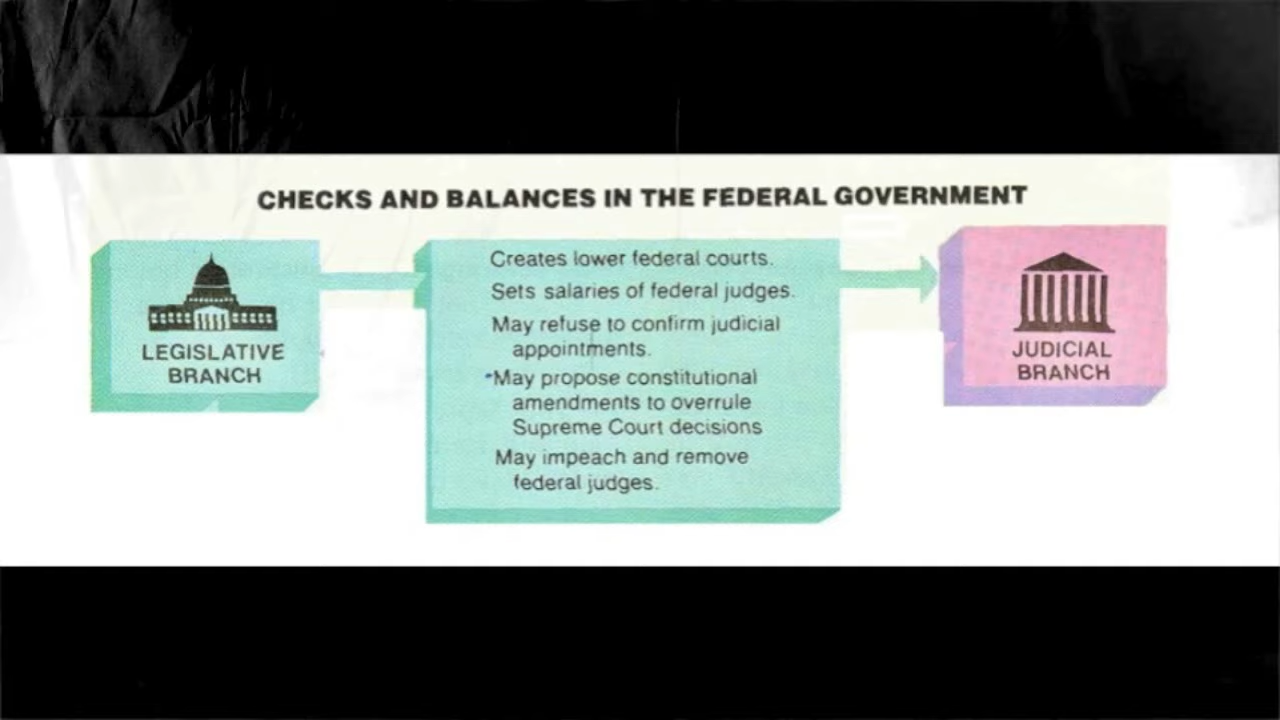 CHECKS AND BALANCES IN THE FEDERAL GOVERNMENT
LEGISLATIVE
BRANCH
Creates lower federal courts.
Sets salaries of federal judges.
May refuse to confirm judicial
appointments.
May propose constitutional
amendments to overrule
Supreme Court decisions
May impeach and remove
federal judges.
JUDICIAL
BRANCH